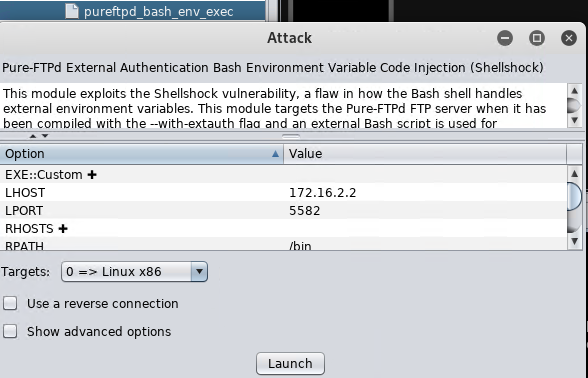 pureftpd_bash_env_exec
Attack
Pure-FTPd External Authentication Bash Environment Variable Code Injection (Shellshock)
This module exploits the Shellshock vulnerability, a flaw in how the Bash shell handles
external environment variables. This module targets the Pure-FTPd FTP server when it has
been compiled with the --with-extauth flag and an external Bash script is used for
Option Value
EXE::Custom +
LHOST 172.16.2.2
LPORT 5582
RHOSTS +
RPATH /bin
Targets: 0 => Linux x86
Use a reverse connection
Show advanced options
Launch